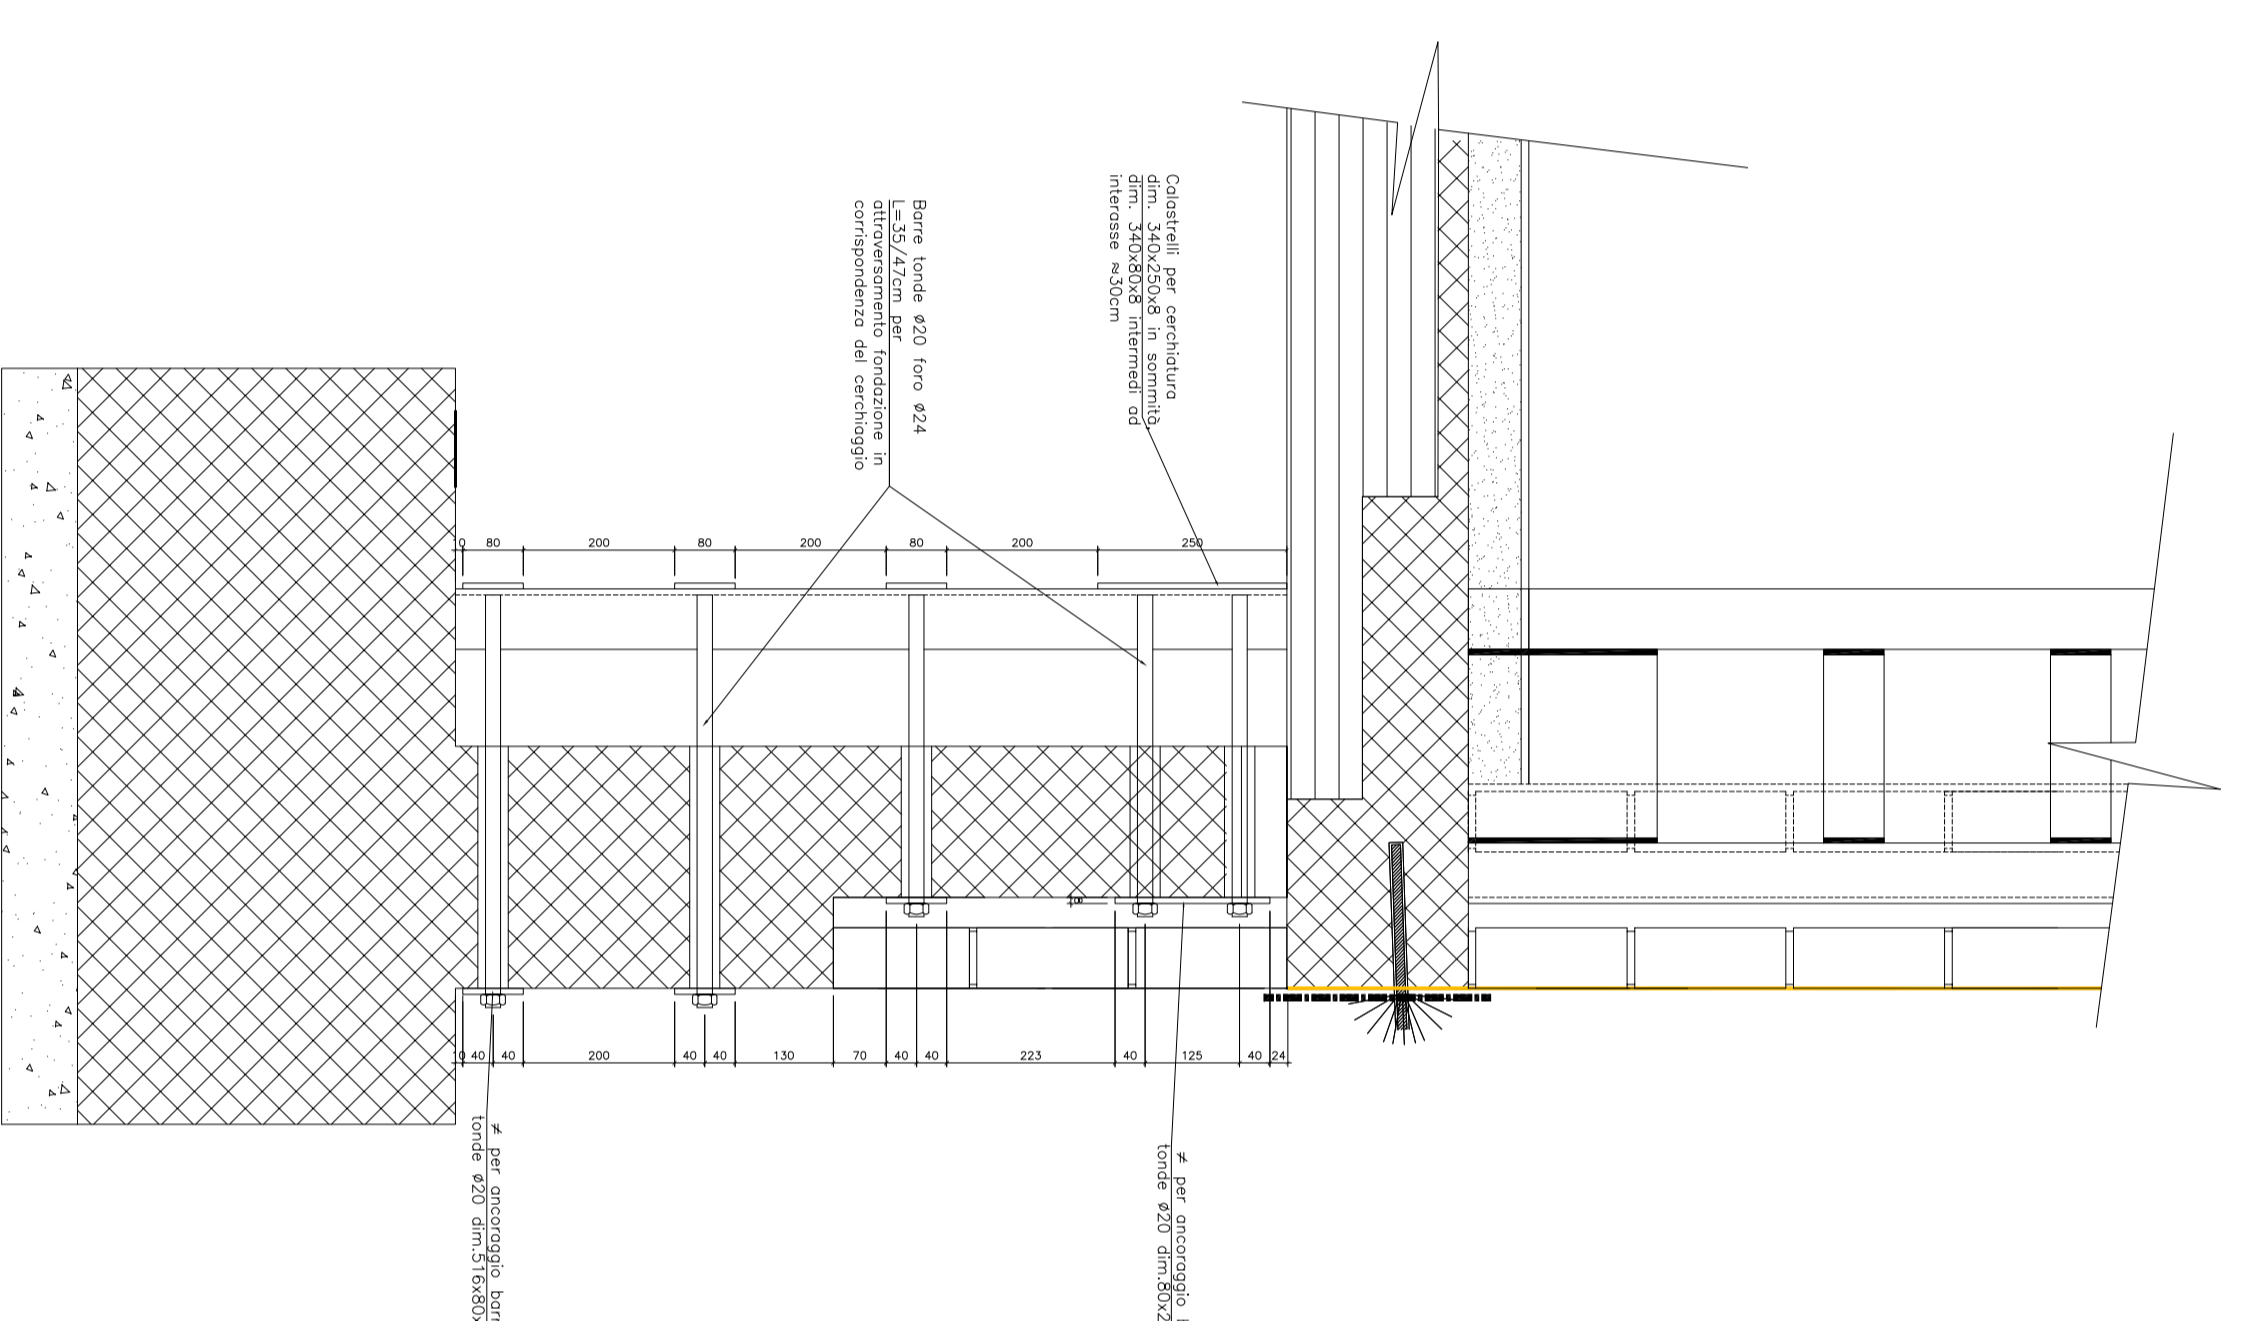 Calastrelli per cerchiatura
dim. 340x250x8 in sommità,
dim. 340x80x8 intermedi ad
interasse ≈30cm
Barre tonde ø20 foro ø24
L=35/47cm per
attraversamento fondazione in
corrispondenza del cerchiaggio
80
200
80
200
80
200
250
8
40
40
200
40
40
130
70
40
40
223
40
125
40
24
≠ per ancoraggio
tonde ø20 dim.80x2
≠ per ancoraggio barr
tonde ø20 dim.516x80x